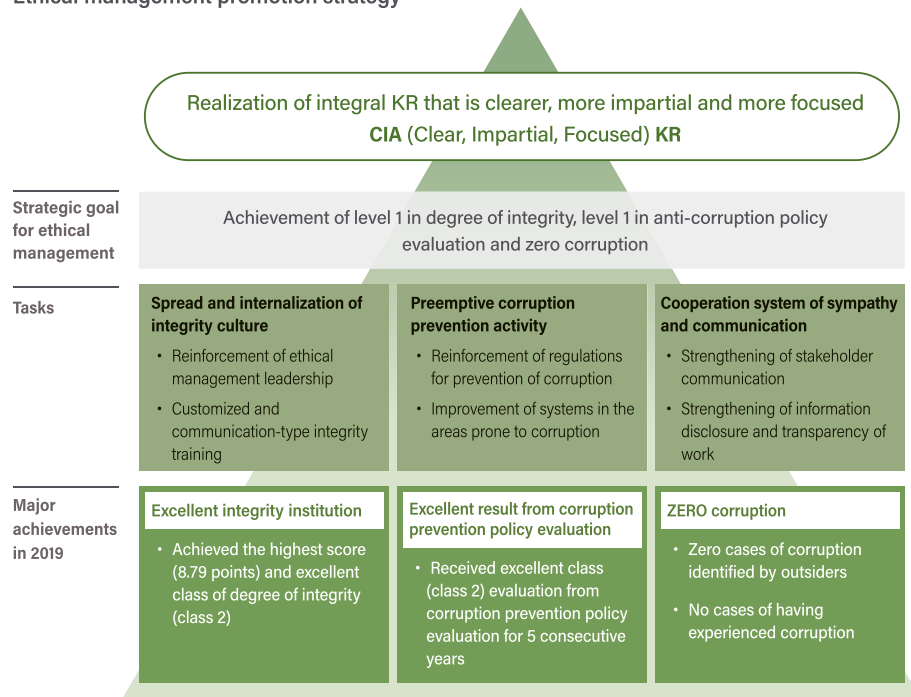 Ethical management promotion strategy
Realization of integral KR that is clearer, more impartial and more focused
CIA (Clear, Impartial, Focused) KR
Strategic goal
for ethical
management
Achievement of level 1 in degree of integrity, level 1 in anti-corruption policy
evaluation and zero corruption
Tasks
Spread and internalization of
integrity culture
• Reinforcement of ethical
management leadership
• Customized and
communication-type integrity
training
Preemptive corruption
prevention activity
• Reinforcement of regulations
for prevention of corruption
• Improvement of systems in the
areas prone to corruption
Cooperation system of sympathy
and communication
• Strengthening of stakeholder
communication
• Strengthening of information
disclosure and transparency of
work
Major
achievements
in 2019
Excellent integrity institution
• Achieved the highest score
(8.79 points) and excellent
class of degree of integrity
(class 2)
Excellent result from corruption
prevention policy evaluation
• Received excellent class
(class 2) evaluation from
corruption prevention policy
evaluation for 5 consecutive
years
ZERO corruption
• Zero cases of corruption
identified by outsiders
• No cases of having
experienced corruption